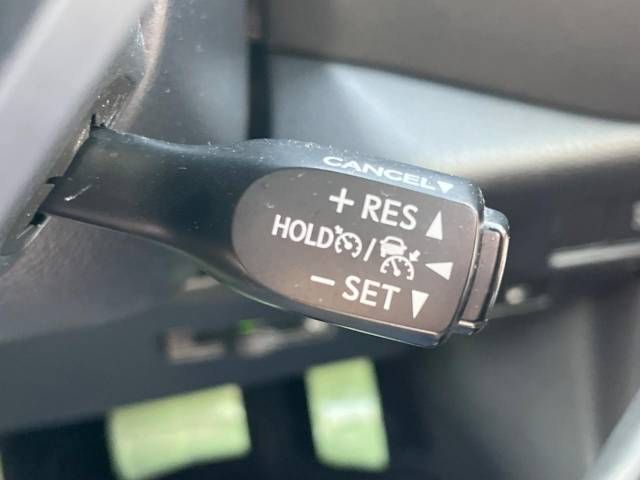 CANCEL▼
+ RES ▲
HOLD / ◀
− SET ▼